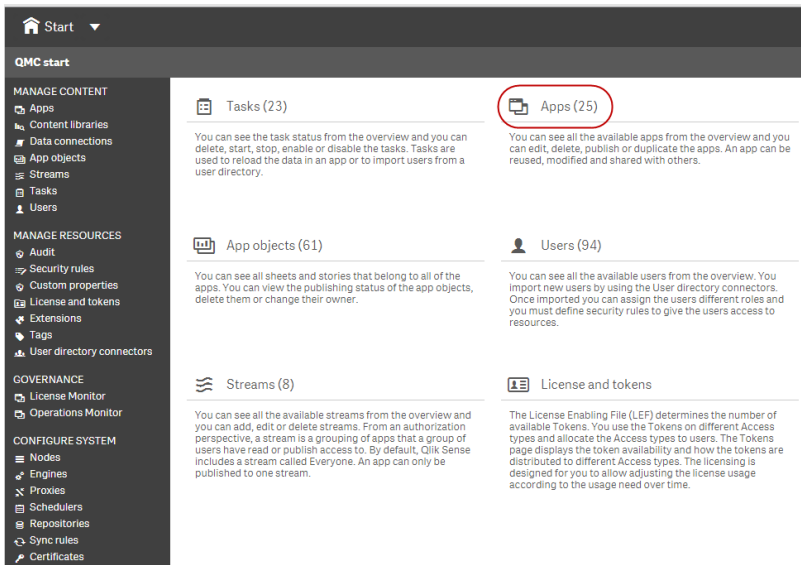 Start
QMC start
MANAGE CONTENT
Apps
Content libraries
Data connections
App objects
Streams
Tasks
Users
MANAGE RESOURCES
Audit
Security rules
Custom properties
License and tokens
Extensions
Tags
User directory connectors
GOVERNANCE
License Monitor
Operations Monitor
CONFIGURE SYSTEM
Nodes
Engines
Proxies
Schedulers
Repositories
Sync rules
Certificates
Tasks (23)
You can see the task status from the overview and you can
delete, start, stop, enable or disable the tasks. Tasks are
used to reload the data in an app or to import users from a
user directory.
Apps (25)
You can see all the available apps from the overview and you
can edit, delete, publish or duplicate the apps. An app can be
reused, modified and shared with others.
App objects (61)
You can see all sheets and stories that belong to all of the
apps. You can view the publishing status of the app objects,
delete them or change their owner.
Users (94)
You can see all the available users from the overview. You
import new users by using the User directory connectors.
Once imported you can assign the users different roles and
you must define security rules to give the users access to
resources.
Streams (8)
You can see all the available streams from the overview and
you can add, edit or delete streams. From an authorization
perspective, a stream is a grouping of apps that a group of
users have read or publish access to. By default, Qlik Sense
includes a stream called Everyone. An app can only be
published to one stream.
License and tokens
The License Enabling File (LEF) determines the number of
available Tokens. You use the Tokens on different Access
types and allocate the Access types to users. The Tokens
page displays the token availability and how the tokens are
distributed to different Access types. The licensing is
designed for you to allow adjusting the license usage
according to the usage need over time.